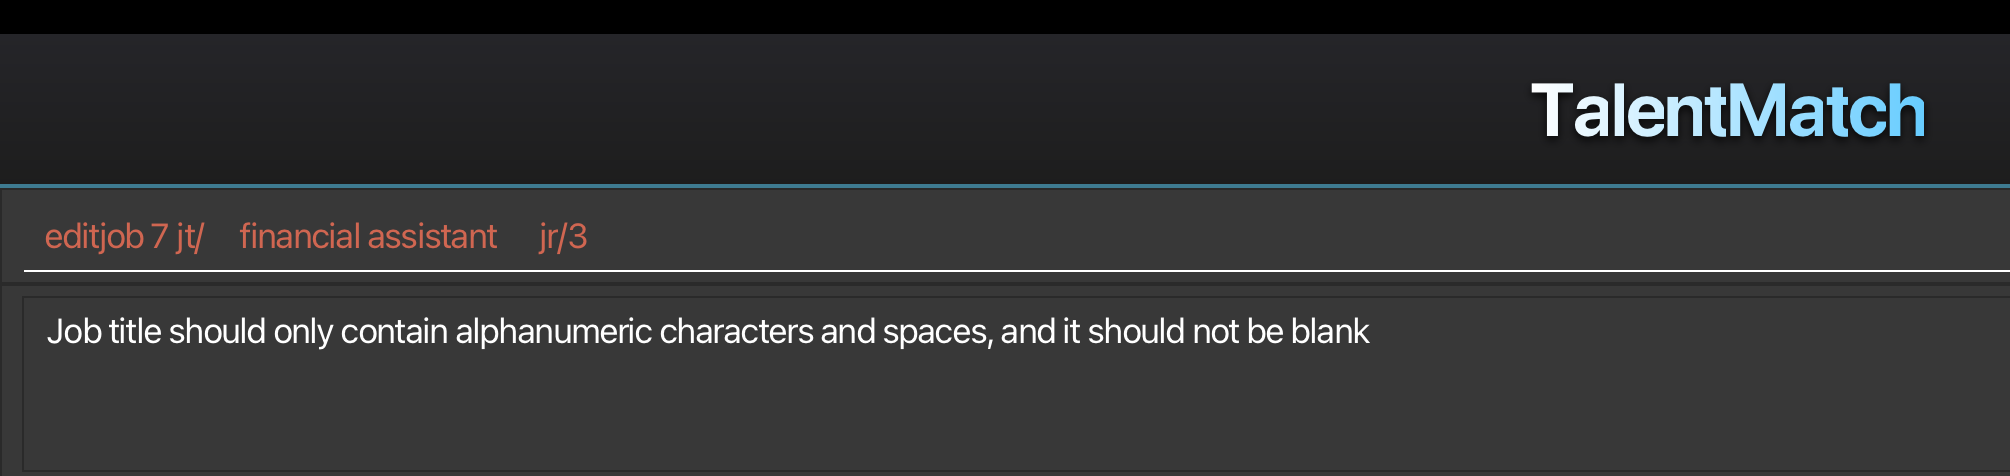 TalentMatch
editjob 7 jt/    financial assistant    jr/3
Job title should only contain alphanumeric characters and spaces, and it should not be blank